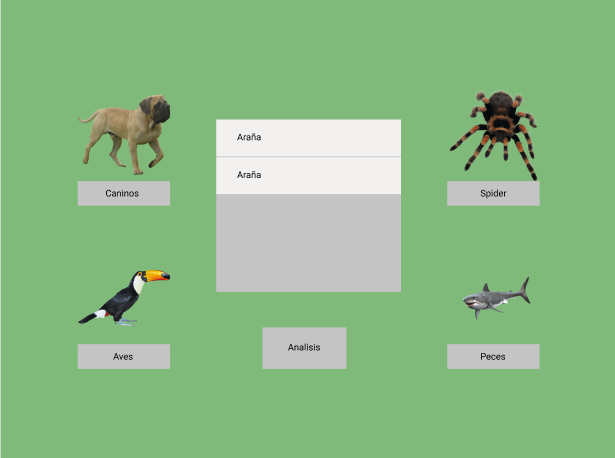 Araña
Araña
Caninos
Spider
Analisis
Aves
Peces